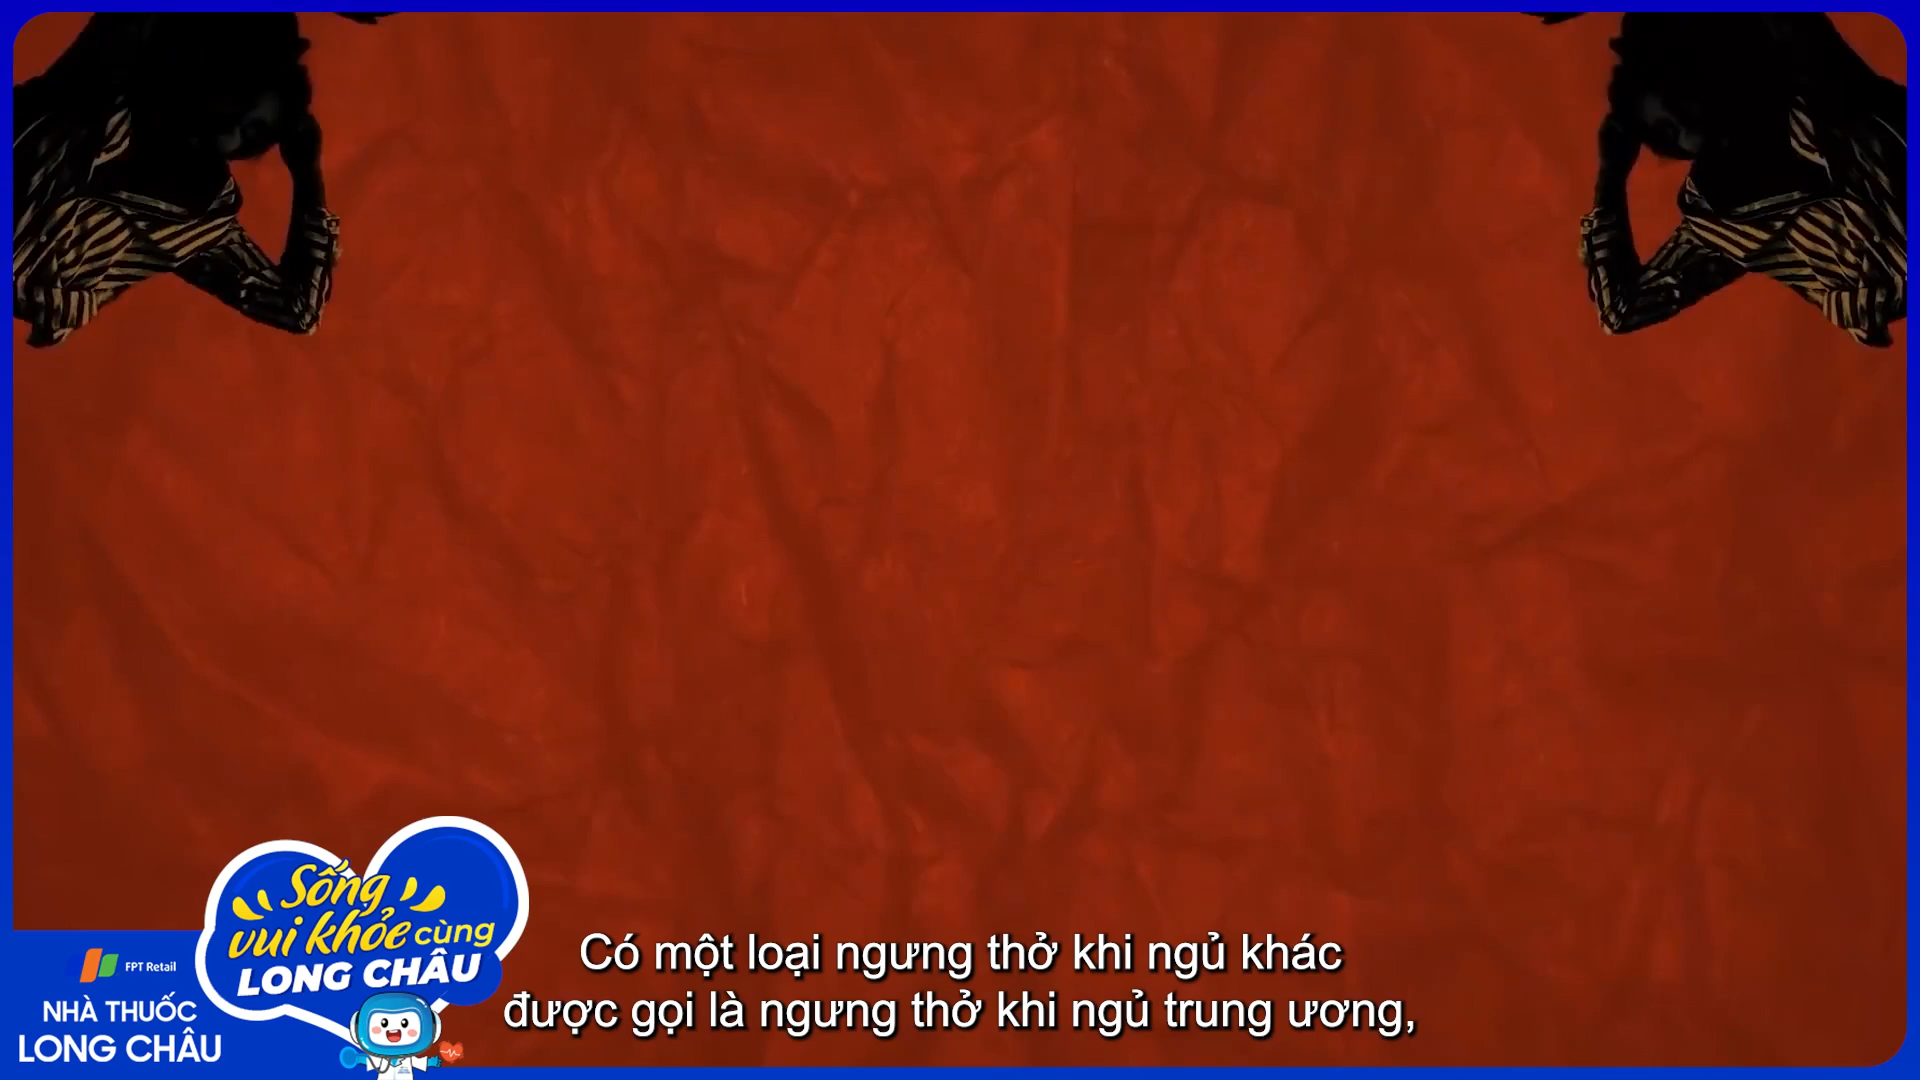 Sống
vui khỏe cùng
LONG CHÂU
FPT Retail
NHÀ THUỐC
LONG CHÂU
Có một loại ngưng thở khi ngủ khác
được gọi là ngưng thở khi ngủ trung ương,